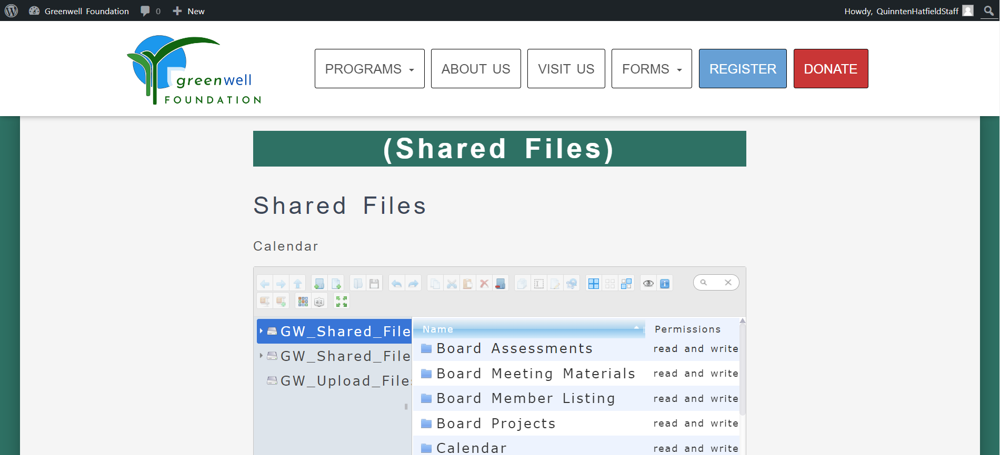 Greenwell Foundation 0 New Howdy, QuinntenHatfieldStaff
greenwell
FOUNDATION
PROGRAMS ABOUT US VISIT US FORMS REGISTER DONATE
(Shared Files)
Shared Files
Calendar
GW_Shared_File
GW_Shared_File
GW_Upload_Files
Name Permissions
Board Assessments read and write
Board Meeting Materials read and write
Board Member Listing read and write
Board Projects read and write
Calendar read and write